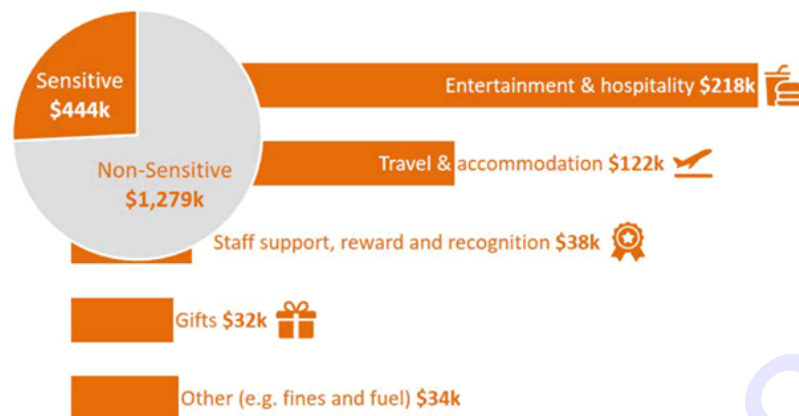 Sensitive
$444k
Non-Sensitive
$1,279k
Entertainment & hospitality $218k
Travel & accommodation $122k
Staff support, reward and recognition $38k
Gifts $32k
Other (e.g. fines and fuel) $34k